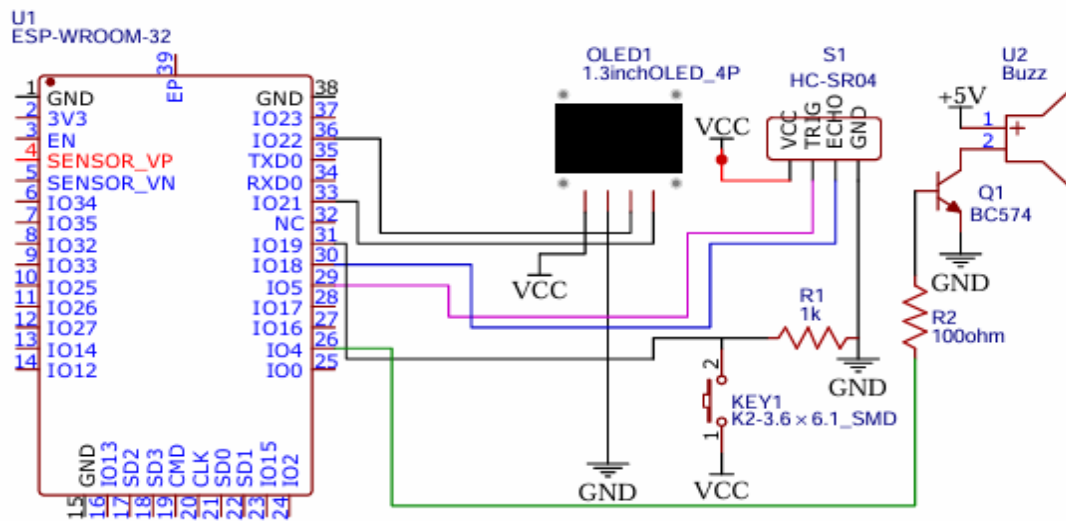 U1
ESP-WROOM-32
39
EP
1 GND
2 3V3
3 EN
4 SENSOR_VP
5 SENSOR_VN
6 IO34
7 IO35
8 IO32
9 IO33
10 IO25
11 IO26
12 IO27
13 IO14
14 IO12
GND 38
IO23 37
IO22 36
TXD0 35
RXD0 34
IO21 33
NC 32
IO19 31
IO18 30
IO5 29
IO17 28
IO16 27
IO4 26
IO0 25
GND IO13 SD2 SD3 CMD CLK SD0 SD1 IO15 IO2
15 16 17 18 19 20 21 22 23 24
OLED1
1.3inchOLED_4P
VCC
GND
S1
HC-SR04
VCC TRIG ECHO GND
VCC
U2
Buzz
+5V
1 +
2
Q1
BC574
GND
R2
100ohm
R1
1k
GND
2
KEY1
K2-3.6×6.1_SMD
1
VCC